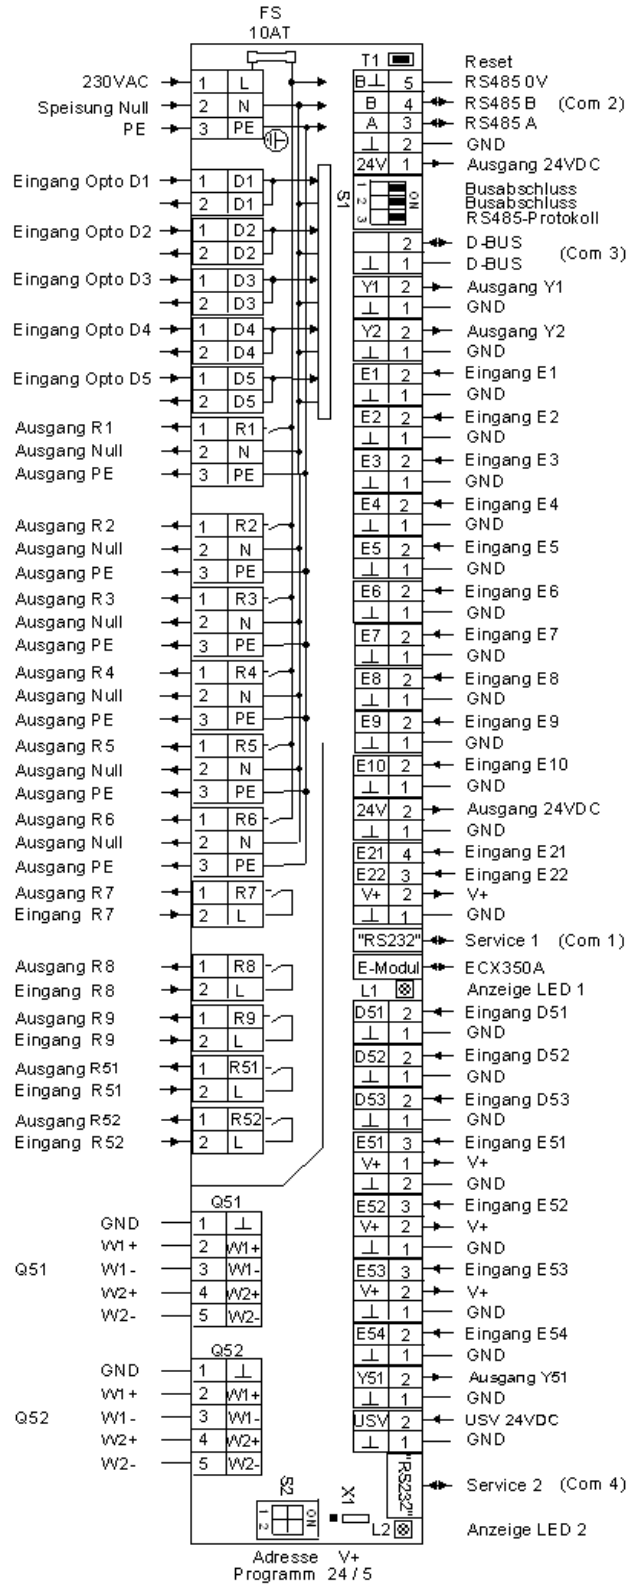 FS
10AT
230VAC 1 L
Speisung Null 2 N
PE 3 PE
Eingang Opto D1 1 D1
2 D1
Eingang Opto D2 1 D2
2 D2
Eingang Opto D3 1 D3
2 D3
Eingang Opto D4 1 D4
2 D4
Eingang Opto D5 1 D5
2 D5
Ausgang R1 1 R1
Ausgang Null 2 N
Ausgang PE 3 PE
Ausgang R2 1 R2
Ausgang Null 2 N
Ausgang PE 3 PE
Ausgang R3 1 R3
Ausgang Null 2 N
Ausgang PE 3 PE
Ausgang R4 1 R4
Ausgang Null 2 N
Ausgang PE 3 PE
Ausgang R5 1 R5
Ausgang Null 2 N
Ausgang PE 3 PE
Ausgang R6 1 R6
Ausgang Null 2 N
Ausgang PE 3 PE
Ausgang R7 1 R7
Eingang R7 2 L
Ausgang R8 1 R8
Eingang R8 2 L
Ausgang R9 1 R9
Eingang R9 2 L
Ausgang R51 1 R51
Eingang R51 2 L
Ausgang R52 1 R52
Eingang R52 2 L
Q51
GND 1 ⊥
W1+ 2 W1+
Q51 W1- 3 W1-
W2+ 4 W2+
W2- 5 W2-
Q52
GND 1 ⊥
W1+ 2 W1+
Q52 W1- 3 W1-
W2+ 4 W2+
W2- 5 W2-
T1 Reset
B⊥ 5 RS485 0V
B 4 RS485 B (Com 2)
A 3 RS485 A
⊥ 2 GND
24V 1 Ausgang 24VDC
S1
1 ON Busabschluss
2 Busabschluss
3 RS485-Protokoll
2 D-BUS (Com 3)
⊥ 1 D-BUS
Y1 2 Ausgang Y1
⊥ 1 GND
Y2 2 Ausgang Y2
⊥ 1 GND
E1 2 Eingang E1
⊥ 1 GND
E2 2 Eingang E2
⊥ 1 GND
E3 2 Eingang E3
⊥ 1 GND
E4 2 Eingang E4
⊥ 1 GND
E5 2 Eingang E5
⊥ 1 GND
E6 2 Eingang E6
⊥ 1 GND
E7 2 Eingang E7
⊥ 1 GND
E8 2 Eingang E8
⊥ 1 GND
E9 2 Eingang E9
⊥ 1 GND
E10 2 Eingang E10
⊥ 1 GND
24V 2 Ausgang 24VDC
⊥ 1 GND
E21 4 Eingang E21
E22 3 Eingang E22
V+ 2 V+
⊥ 1 GND
"RS232" Service 1 (Com 1)
E-Modul ECX350A
L1 Anzeige LED 1
D51 2 Eingang D51
⊥ 1 GND
D52 2 Eingang D52
⊥ 1 GND
D53 2 Eingang D53
⊥ 1 GND
E51 3 Eingang E51
V+ 1 V+
⊥ 2 GND
E52 3 Eingang E52
V+ 2 V+
⊥ 1 GND
E53 3 Eingang E53
V+ 2 V+
⊥ 1 GND
E54 2 Eingang E54
⊥ 1 GND
Y51 2 Ausgang Y51
⊥ 1 GND
USV 2 USV 24VDC
⊥ 1 GND
"RS232" Service 2 (Com 4)
S2 X1
1 2 ON
L2 Anzeige LED 2
Adresse V+
Programm 24 / 5